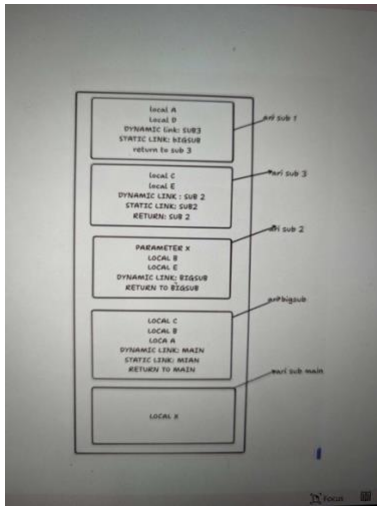 local A
Local D
DYNAMIC Link: SUB3
STATIC LINK: BIGSUB
return to sub 3
ari sub 1
local C
local E
DYNAMIC LINK : SUB 2
STATIC LINK: SUB2
RETURN: SUB 2
ari sub 3
PARAMETER X
LOCAL B
LOCAL E
DYNAMIC LINK: BIGSUB
RETURN TO BIGSUB
ari sub 2
LOCAL C
LOCAL B
LOCA A
DYNAMIC LINK: MAIN
STATIC LINK: MIAN
RETURN TO MAIN
ari bigsub
LOCAL X
ari sub main
Focus